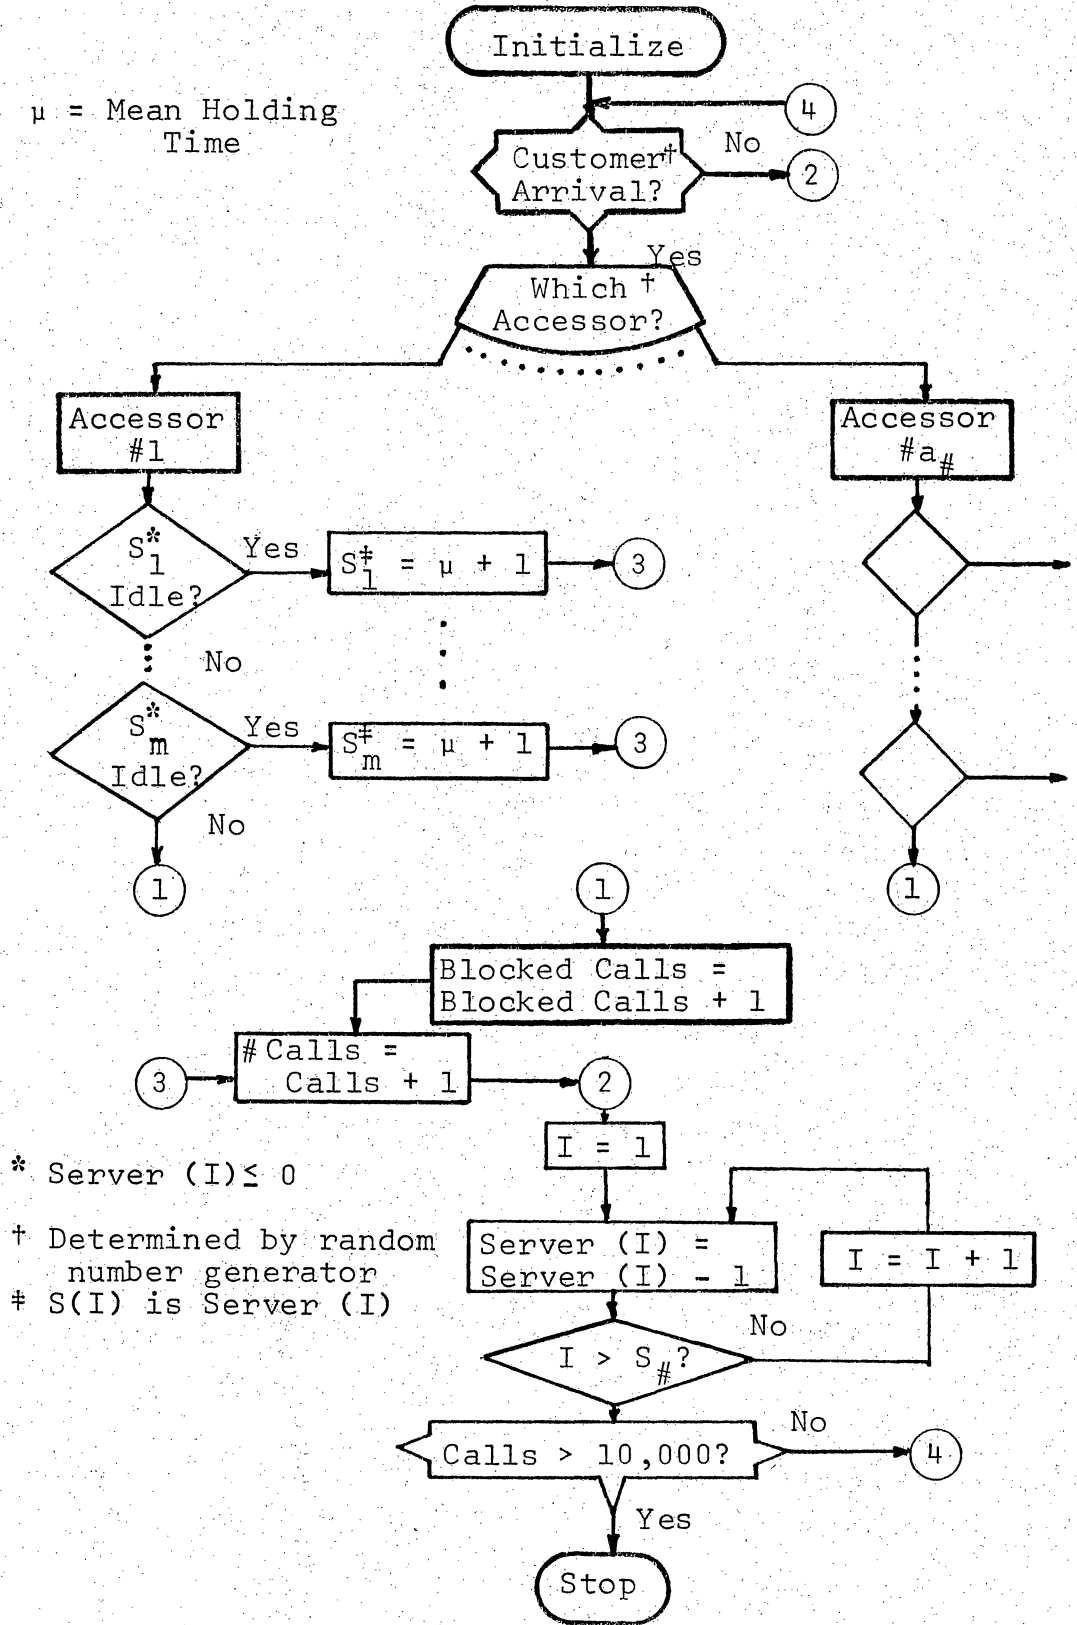 Initialize
μ = Mean Holding
Time
4
Customer†
Arrival?
No
2
Yes
Which †
Accessor?
Accessor
#1
Accessor
#a#
S*1
Idle?
Yes
S‡1 = μ + 1
3
No
S*m
Idle?
Yes
S‡m = μ + 1
3
No
1
1
1
Blocked Calls =
Blocked Calls + 1
3
# Calls =
Calls + 1
2
I = 1
* Server (I)≤ 0
† Determined by random
number generator
‡ S(I) is Server (I)
Server (I) =
Server (I) - 1
I = I + 1
I > S#?
No
Calls > 10,000?
No
4
Yes
Stop